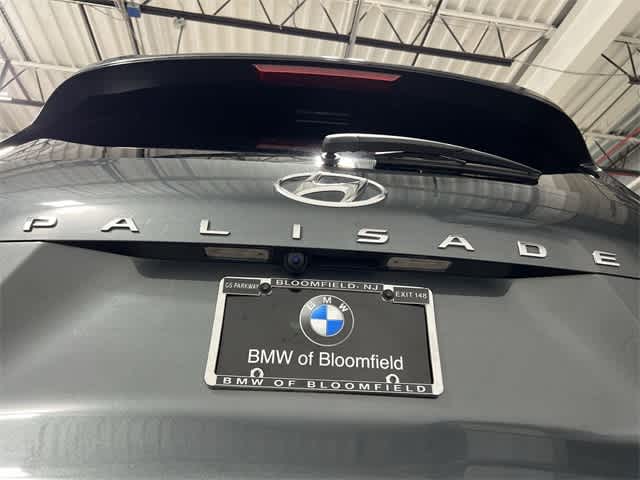 PALISADE
BLOOMFIELD, NJ
GS PARKWAY
EXIT 148
BMW
BMW of Bloomfield
BMW OF BLOOMFIELD